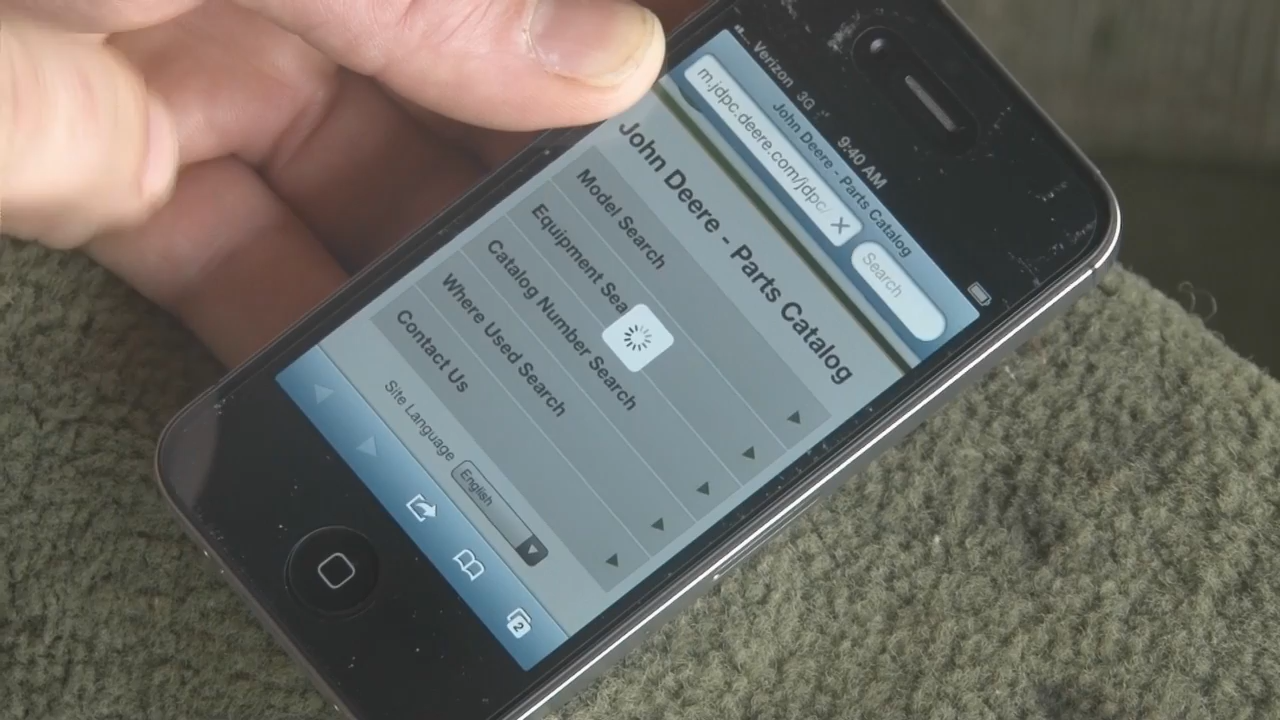 Verizon 3G 9:40 AM
John Deere - Parts Catalog
m.jdpc.deere.com/jdpc/
Search
John Deere - Parts Catalog
Model Search
Equipment Sea
Catalog Number Search
Where Used Search
Contact Us
Site Language English
2